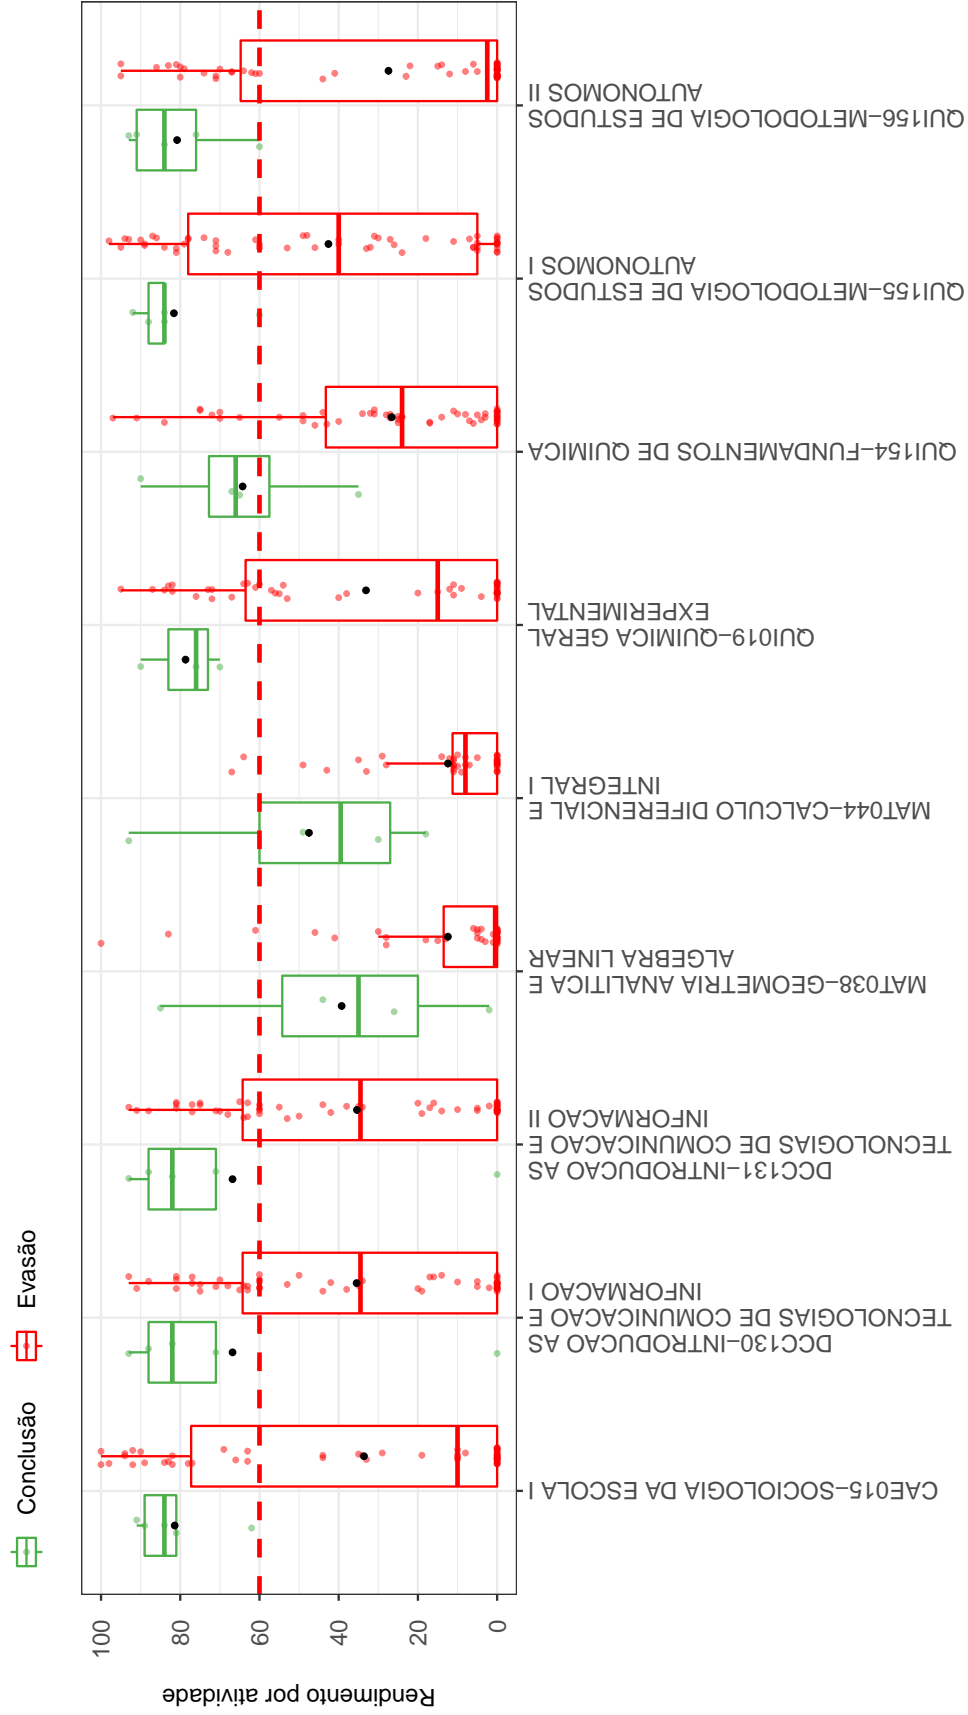 Conclusão
Evasão
Rendimento por atividade
0
20
40
60
80
100
CAE015−SOCIOLOGIA DA ESCOLA I
DCC130−INTRODUCAO AS
TECNOLOGIAS DE COMUNICACAO E
INFORMACAO I
DCC131−INTRODUCAO AS
TECNOLOGIAS DE COMUNICACAO E
INFORMACAO II
MAT038−GEOMETRIA ANALITICA E
ALGEBRA LINEAR
MAT044−CALCULO DIFERENCIAL E
INTEGRAL I
QUI019−QUIMICA GERAL
EXPERIMENTAL
QUI154−FUNDAMENTOS DE QUIMICA
QUI155−METODOLOGIA DE ESTUDOS
AUTONOMOS I
QUI156−METODOLOGIA DE ESTUDOS
AUTONOMOS II